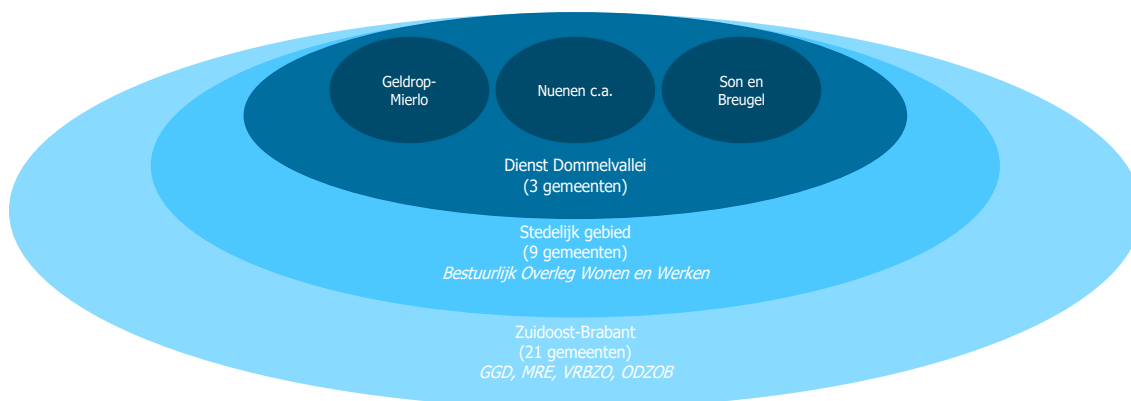 Geldrop-
Mierlo
Nuenen c.a.
Son en
Breugel
Dienst Dommelvallei
(3 gemeenten)
Stedelijk gebied
(9 gemeenten)
Bestuurlijk Overleg Wonen en Werken
Zuidoost-Brabant
(21 gemeenten)
GGD, MRE, VRBZO, ODZOB